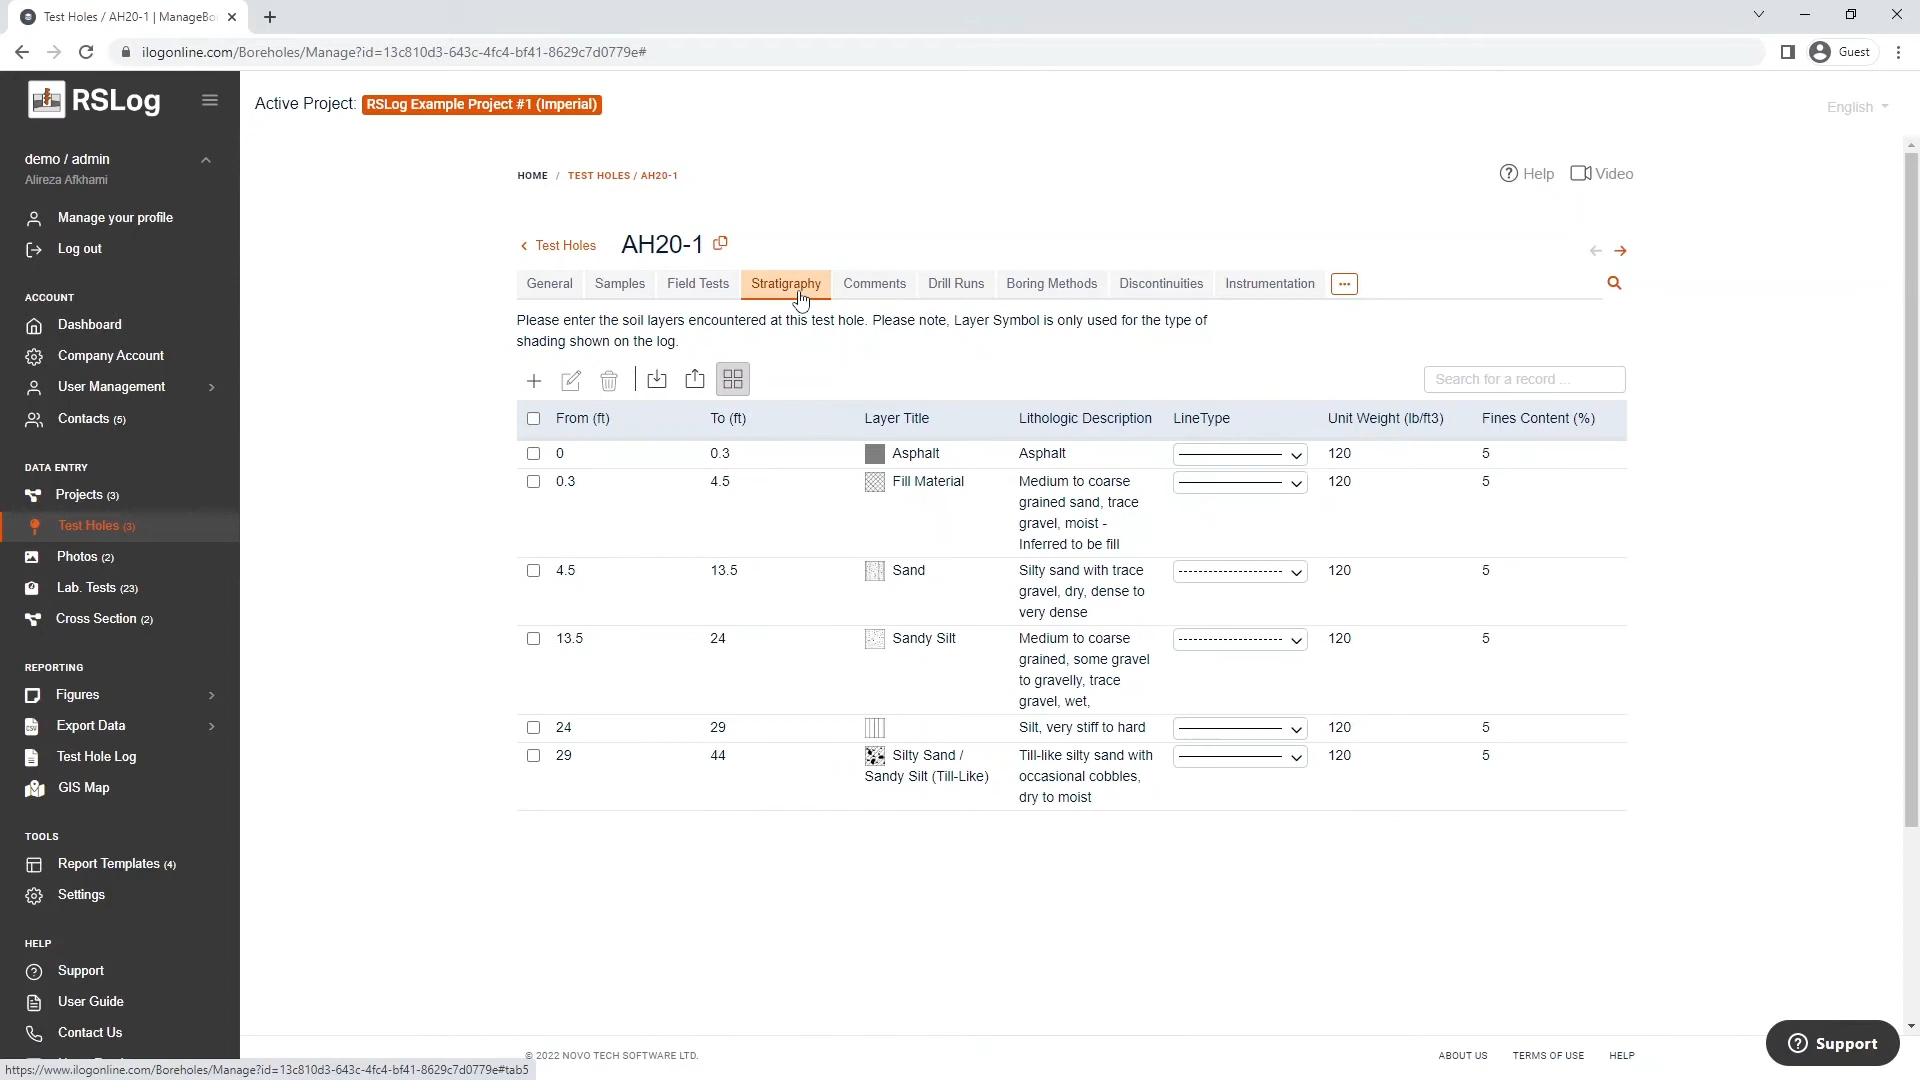 Test Holes / AH20-1 | ManageBo
ilogonline.com/Boreholes/Manage?id=13c810d3-643c-4fc4-bf41-8629c7d0779e#
Guest
RSLog
Active Project: RSLog Example Project #1 (Imperial)
English
demo / admin
Alireza Afkhami
Manage your profile
Log out
ACCOUNT
Dashboard
Company Account
User Management
Contacts (5)
DATA ENTRY
Projects (3)
Test Holes (3)
Photos (2)
Lab. Tests (23)
Cross Section (2)
REPORTING
Figures
Export Data
Test Hole Log
GIS Map
TOOLS
Report Templates (4)
Settings
HELP
Support
User Guide
Contact Us
HOME / TEST HOLES / AH20-1
Help Video
Test Holes AH20-1
General Samples Field Tests Stratigraphy Comments Drill Runs Boring Methods Discontinuities Instrumentation ...
Please enter the soil layers encountered at this test hole. Please note, Layer Symbol is only used for the type of
shading shown on the log.
Search for a record ...
From (ft) To (ft) Layer Title Lithologic Description LineType Unit Weight (lb/ft3) Fines Content (%)
0 0.3 Asphalt Asphalt 120 5
0.3 4.5 Fill Material Medium to coarse 120 5
grained sand, trace
gravel, moist -
Inferred to be fill
4.5 13.5 Sand Silty sand with trace 120 5
gravel, dry, dense to
very dense
13.5 24 Sandy Silt Medium to coarse 120 5
grained, some gravel
to gravelly, trace
gravel, wet,
24 29 Silt, very stiff to hard 120 5
29 44 Silty Sand / Till-like silty sand with 120 5
Sandy Silt (Till-Like) occasional cobbles,
dry to moist
Support
© 2022 NOVO TECH SOFTWARE LTD.
ABOUT US TERMS OF USE HELP
https://www.ilogonline.com/Boreholes/Manage?id=13c810d3-643c-4fc4-bf41-8629c7d0779e#tab5